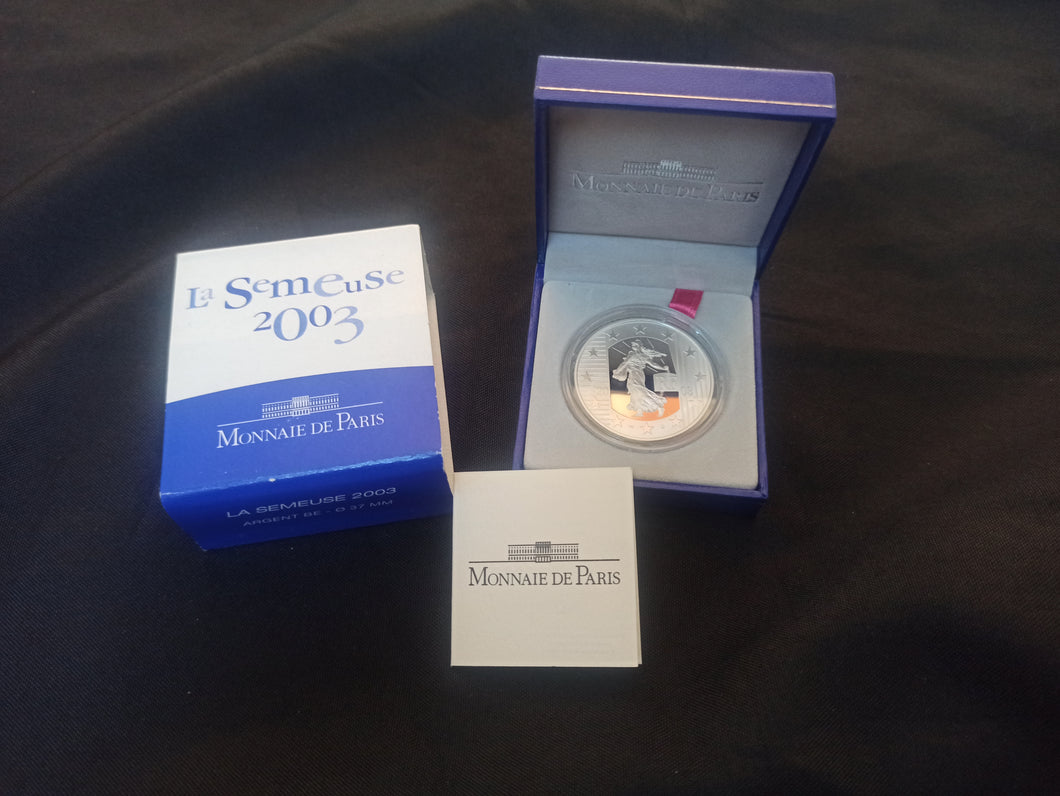 La Semeuse
2003
MONNAIE DE PARIS
LA SEMEUSE 2003
ARGENT BE - Ø 37 MM
MONNAIE DE PARIS
MONNAIE DE PARIS